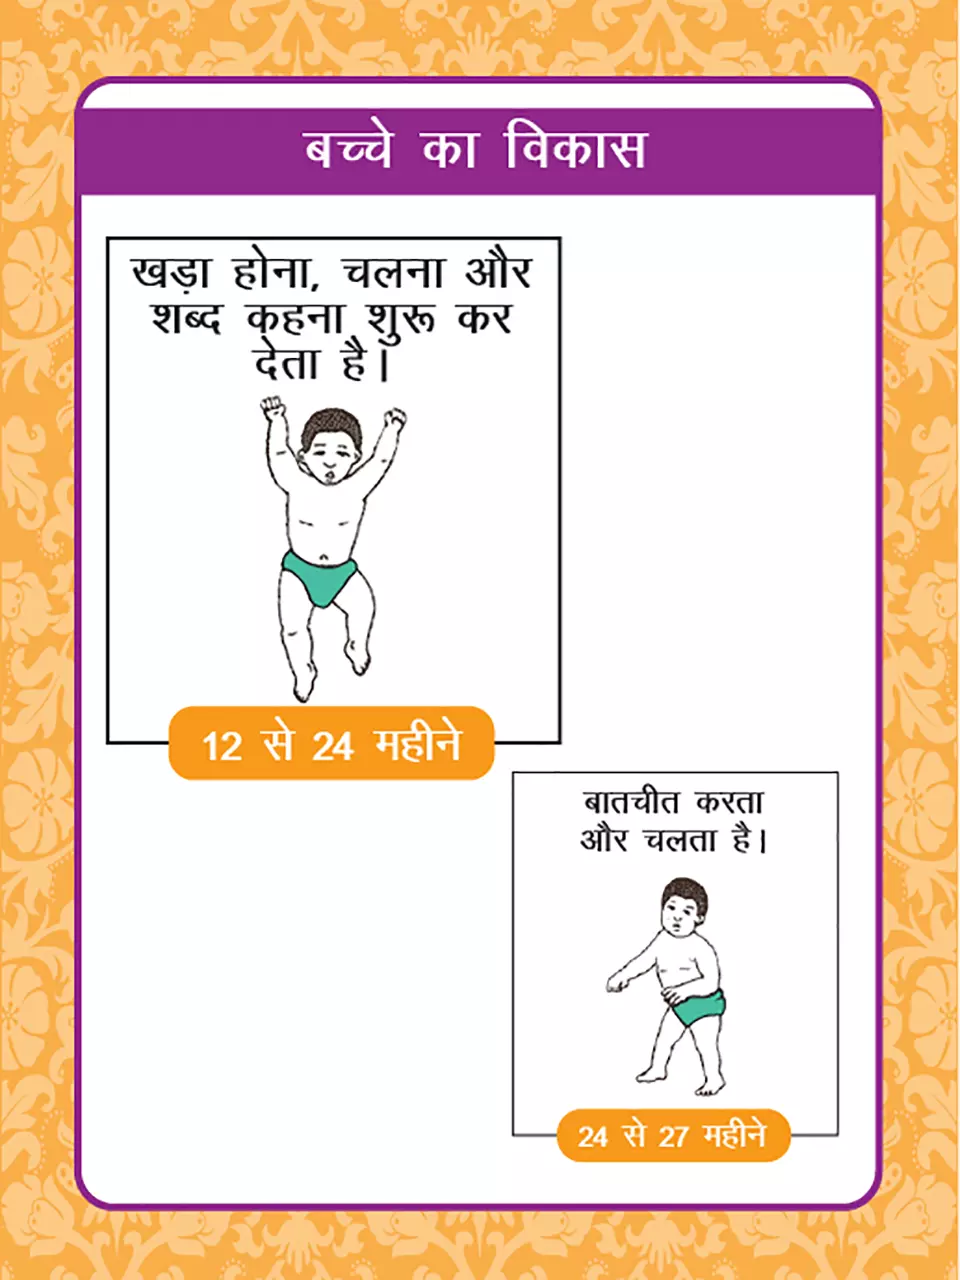 बच्चे का विकास
खड़ा होना, चलना और
शब्द कहना शुरू कर
देता है।
12 से 24 महीने
बातचीत करता
और चलता है।
24 से 27 महीने